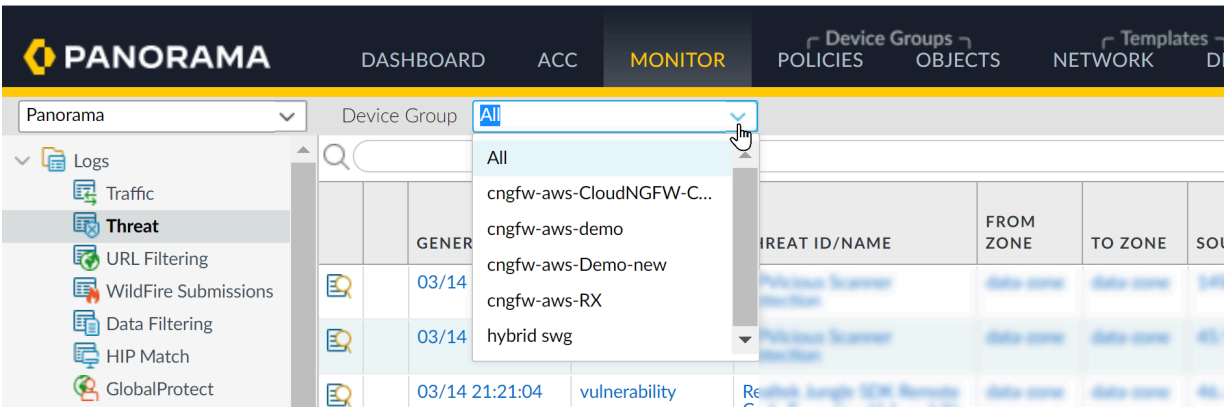 PANORAMA
DASHBOARD
ACC
MONITOR
Device Groups
POLICIES
OBJECTS
Templates
NETWORK
Panorama
Device Group
All
Logs
Traffic
Threat
URL Filtering
WildFire Submissions
Data Filtering
HIP Match
GlobalProtect
All
cngfw-aws-CloudNGFW-C...
cngfw-aws-demo
cngfw-aws-Demo-new
cngfw-aws-RX
hybrid swg
GENER
HREAT ID/NAME
FROM
ZONE
TO ZONE
SOU
03/14
03/14
03/14 21:21:04
vulnerability